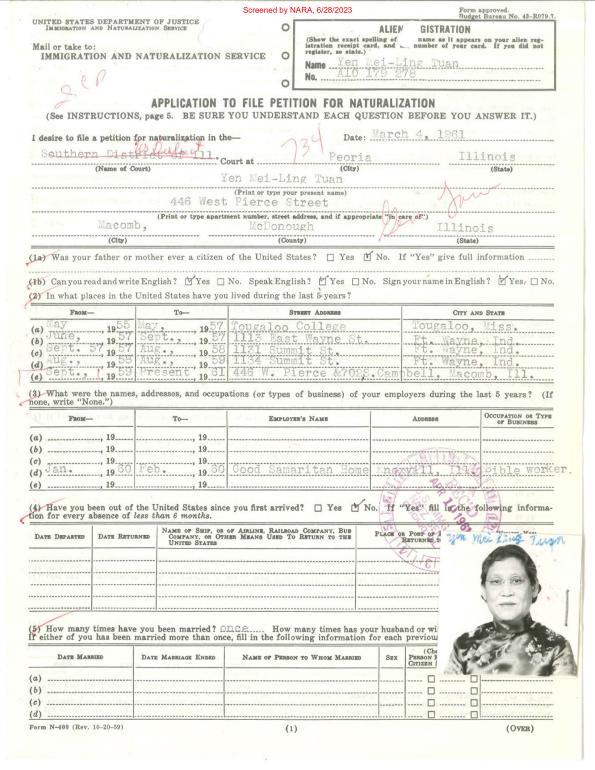 Screened by NARA, 6/28/2023
Form approved.
Budget Bureau No. 43-R079.7.
UNITED STATES DEPARTMENT OF JUSTICE
IMMIGRATION AND NATURALIZATION SERVICE
Mail or take to:
IMMIGRATION AND NATURALIZATION SERVICE
ALIEN GISTRATION
(Show the exact spelling of name as it appears on your alien reg-
istration receipt card, and number of your card. If you did not
register, so state.)
Name Yen Mei-Ling Tuan
No. A10 179 278
APPLICATION TO FILE PETITION FOR NATURALIZATION
(See INSTRUCTIONS, page 5. BE SURE YOU UNDERSTAND EACH QUESTION BEFORE YOU ANSWER IT.)
I desire to file a petition for naturalization in the— 734 Date: March 4, 1961
Southern District Ill. Court at Peoria Illinois
(Name of Court) (City) (State)
Yen Mei-Ling Tuan
(Print or type your present name)
446 West Pierce Street
(Print or type apartment number, street address, and if appropriate "in care of")
Macomb, McDonough Illinois
(City) (County) (State)
(1a) Was your father or mother ever a citizen of the United States? Yes No. If "Yes" give full information
(1b) Can you read and write English? Yes No. Speak English? Yes No. Sign your name in English? Yes No.
(2) In what places in the United States have you lived during the last 5 years?
FROM— TO— STREET ADDRESS CITY AND STATE
(a) May, 1955 May, 1957 Tougaloo College Tougaloo, Miss.
(b) June, 1957 Sept., 1957 1113 East Wayne St. Ft. Wayne, Ind.
(c) Sept. 57 1957 Aug., 1958 1131 Summit St. Ft. Wayne, Ind.
(d) Aug., 1958 Aug., 1959 1134 Summit St. Ft. Wayne, Ind.
(e) Sept., 1959 Present 1961 446 W. Pierce &702S.Campbell, Macomb, Ill.
(3) What were the names, addresses, and occupations (or types of business) of your employers during the last 5 years? (If
none, write "None.")
FROM— TO— EMPLOYER'S NAME ADDRESS OCCUPATION OR TYPE OF BUSINESS
(a) , 19 , 19
(b) , 19 , 19
(c) , 19 , 19
(d) Jan. , 1960 Feb. , 1960 Good Samaritan Home Knoxvill, Ill. Bible worker.
(4) Have you been out of the United States since you first arrived? Yes No. If "Yes" fill in the following informa-
tion for every absence of less than 6 months.
DATE DEPARTED DATE RETURNED NAME OF SHIP, OR OF AIRLINE, RAILROAD COMPANY, BUS COMPANY, OR OTHER MEANS USED TO RETURN TO THE UNITED STATES PLACE OR PORT OF
Yen Mei Ling Tuan
(5) How many times have you been married? once How many times has your husband or wi
If either of you has been married more than once, fill in the following information for each previou
DATE MARRIED DATE MARRIAGE ENDED NAME OF PERSON TO WHOM MARRIED SEX
(a)
(b)
(c)
(d)
Form N-400 (Rev. 10-20-59) (1) (OVER)